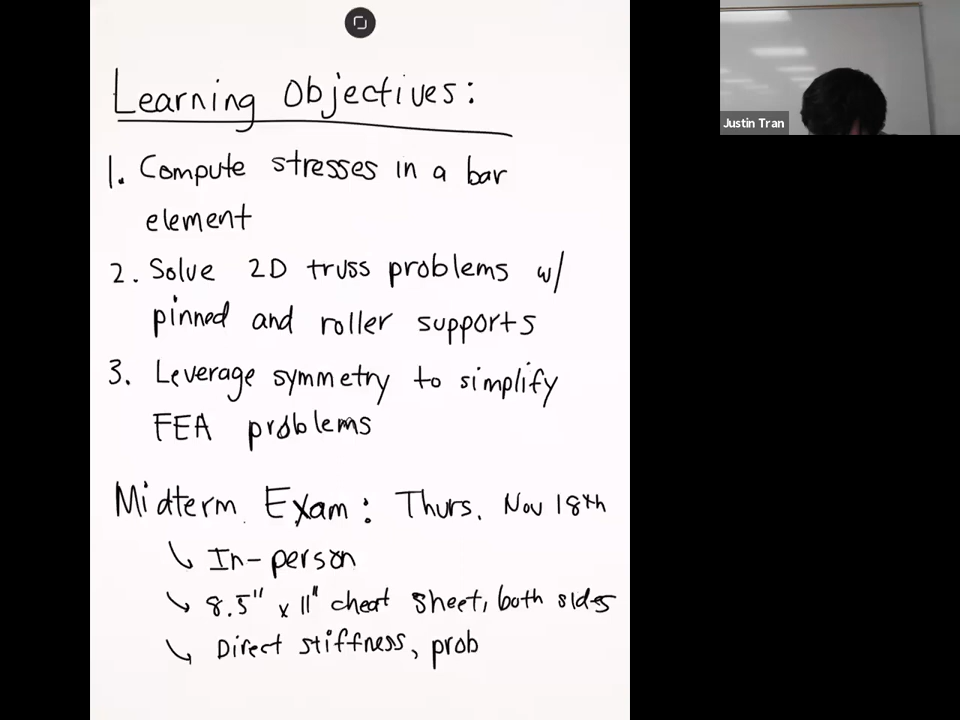 Learning Objectives:
1. Compute stresses in a bar
element
2. Solve 2D truss problems w/
pinned and roller supports
3. Leverage symmetry to simplify
FEA problems
Midterm Exam: Thurs. Nov 18th
↳ In-person
↳ 8.5" x 11" cheat sheet, both sides
↳ Direct stiffness, prob
Justin Tran